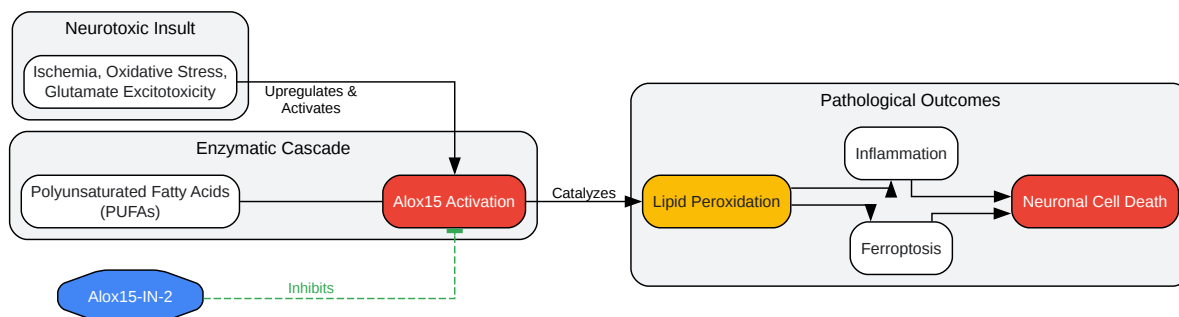 Neurotoxic Insult
Ischemia, Oxidative Stress,
Glutamate Excitotoxicity
Upregulates &
Activates
Enzymatic Cascade
Polyunsaturated Fatty Acids
(PUFAs)
Alox15 Activation
Catalyzes
Alox15-IN-2
Inhibits
Pathological Outcomes
Lipid Peroxidation
Inflammation
Ferroptosis
Neuronal Cell Death